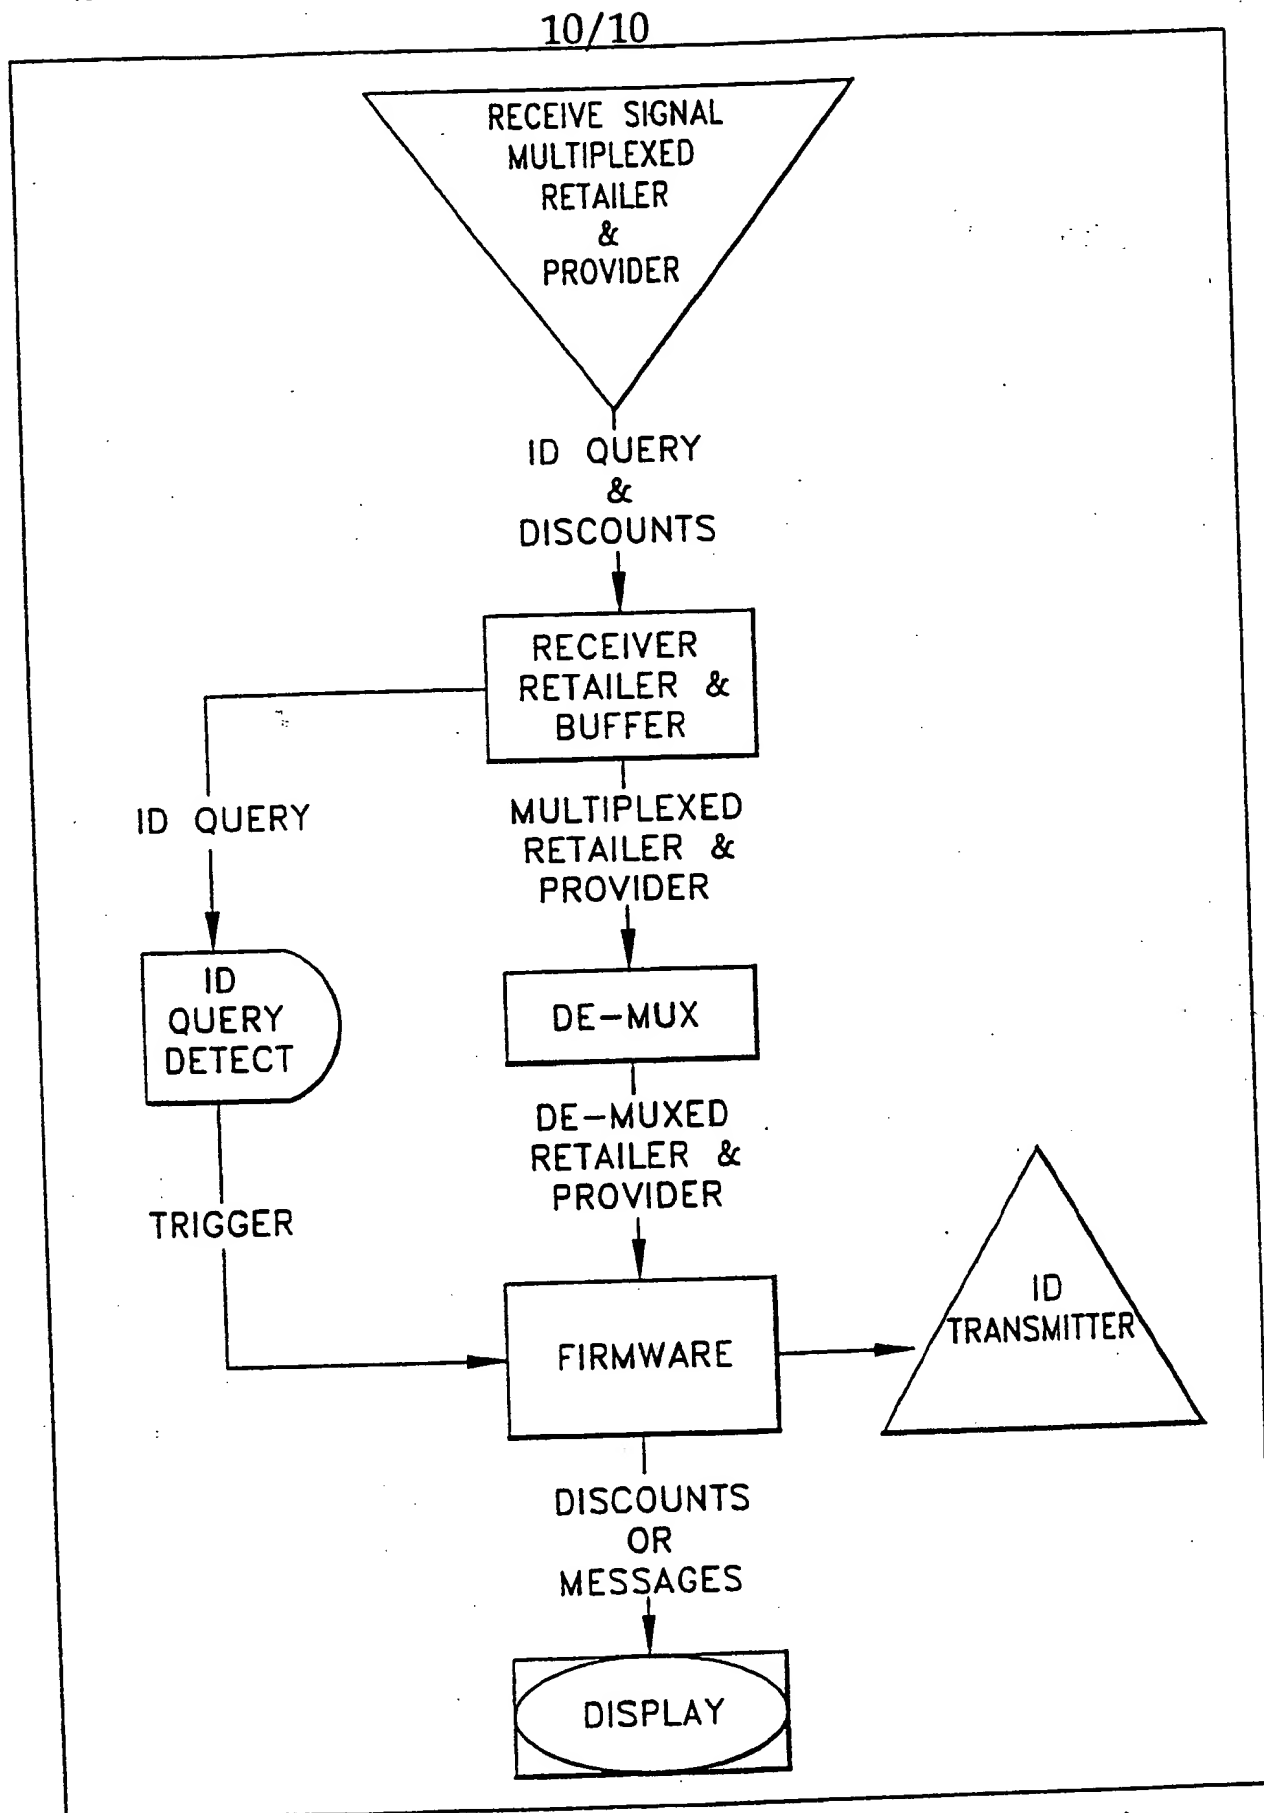 10/10
RECEIVE SIGNAL
MULTIPLEXED
RETAILER
&
PROVIDER
ID QUERY
&
DISCOUNTS
RECEIVER
RETAILER &
BUFFER
ID QUERY
MULTIPLEXED
RETAILER &
PROVIDER
ID
QUERY
DETECT
DE-MUX
DE-MUXED
RETAILER &
PROVIDER
TRIGGER
ID
TRANSMITTER
FIRMWARE
DISCOUNTS
OR
MESSAGES
DISPLAY